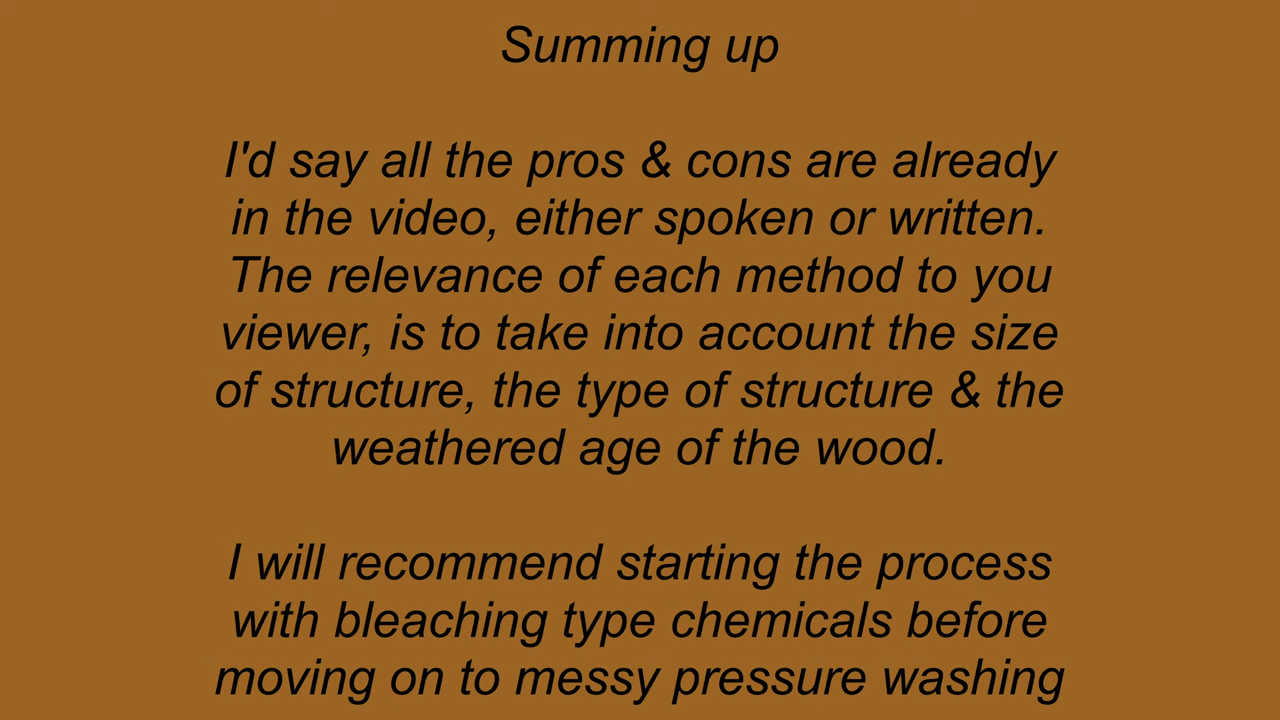 Summing up
I'd say all the pros & cons are already
in the video, either spoken or written.
The relevance of each method to you
viewer, is to take into account the size
of structure, the type of structure & the
weathered age of the wood.
I will recommend starting the process
with bleaching type chemicals before
moving on to messy pressure washing